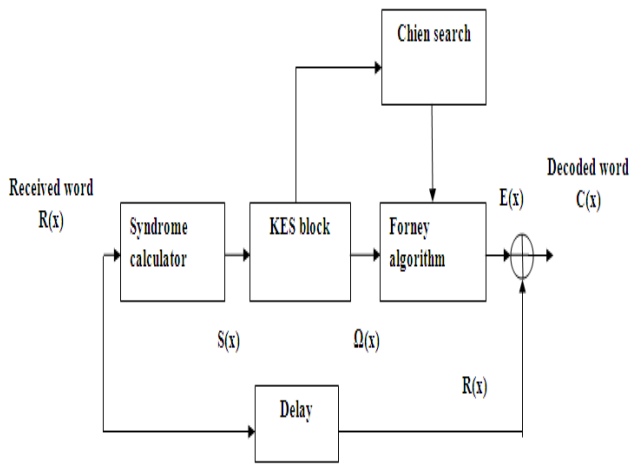 Chien search
Received word
R(x)
Syndrome
calculator
KES block
Forney
algorithm
E(x)
Decoded word
C(x)
S(x)
Ω(x)
R(x)
Delay